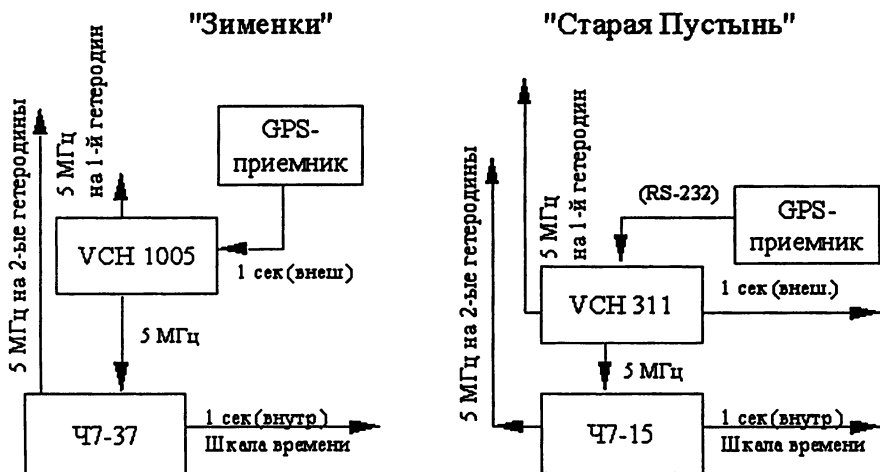 "Зименки"
5 МГц на 2-ые гетеродины
5 МГц
на 1-й гетеродин
GPS-
приемник
VCH 1005
1 сек (внеш)
5 МГц
Ч7-37
1 сек (внутр)
Шкала времени
"Старая Пустынь"
5 МГц на 2-ые гетеродины
5 МГц
на 1-й гетеродин
(RS-232)
GPS-
приемник
VCH 311
1 сек (внеш.)
5 МГц
Ч7-15
1 сек (внутр)
Шкала времени